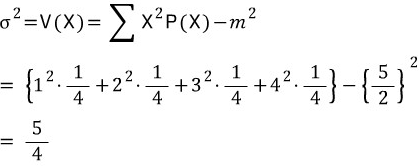 σ²=V(X)= ∑ X²P(X)−m²
= {1²·1/4+2²·1/4+3²·1/4+4²·1/4}−{5/2}²
= 5/4